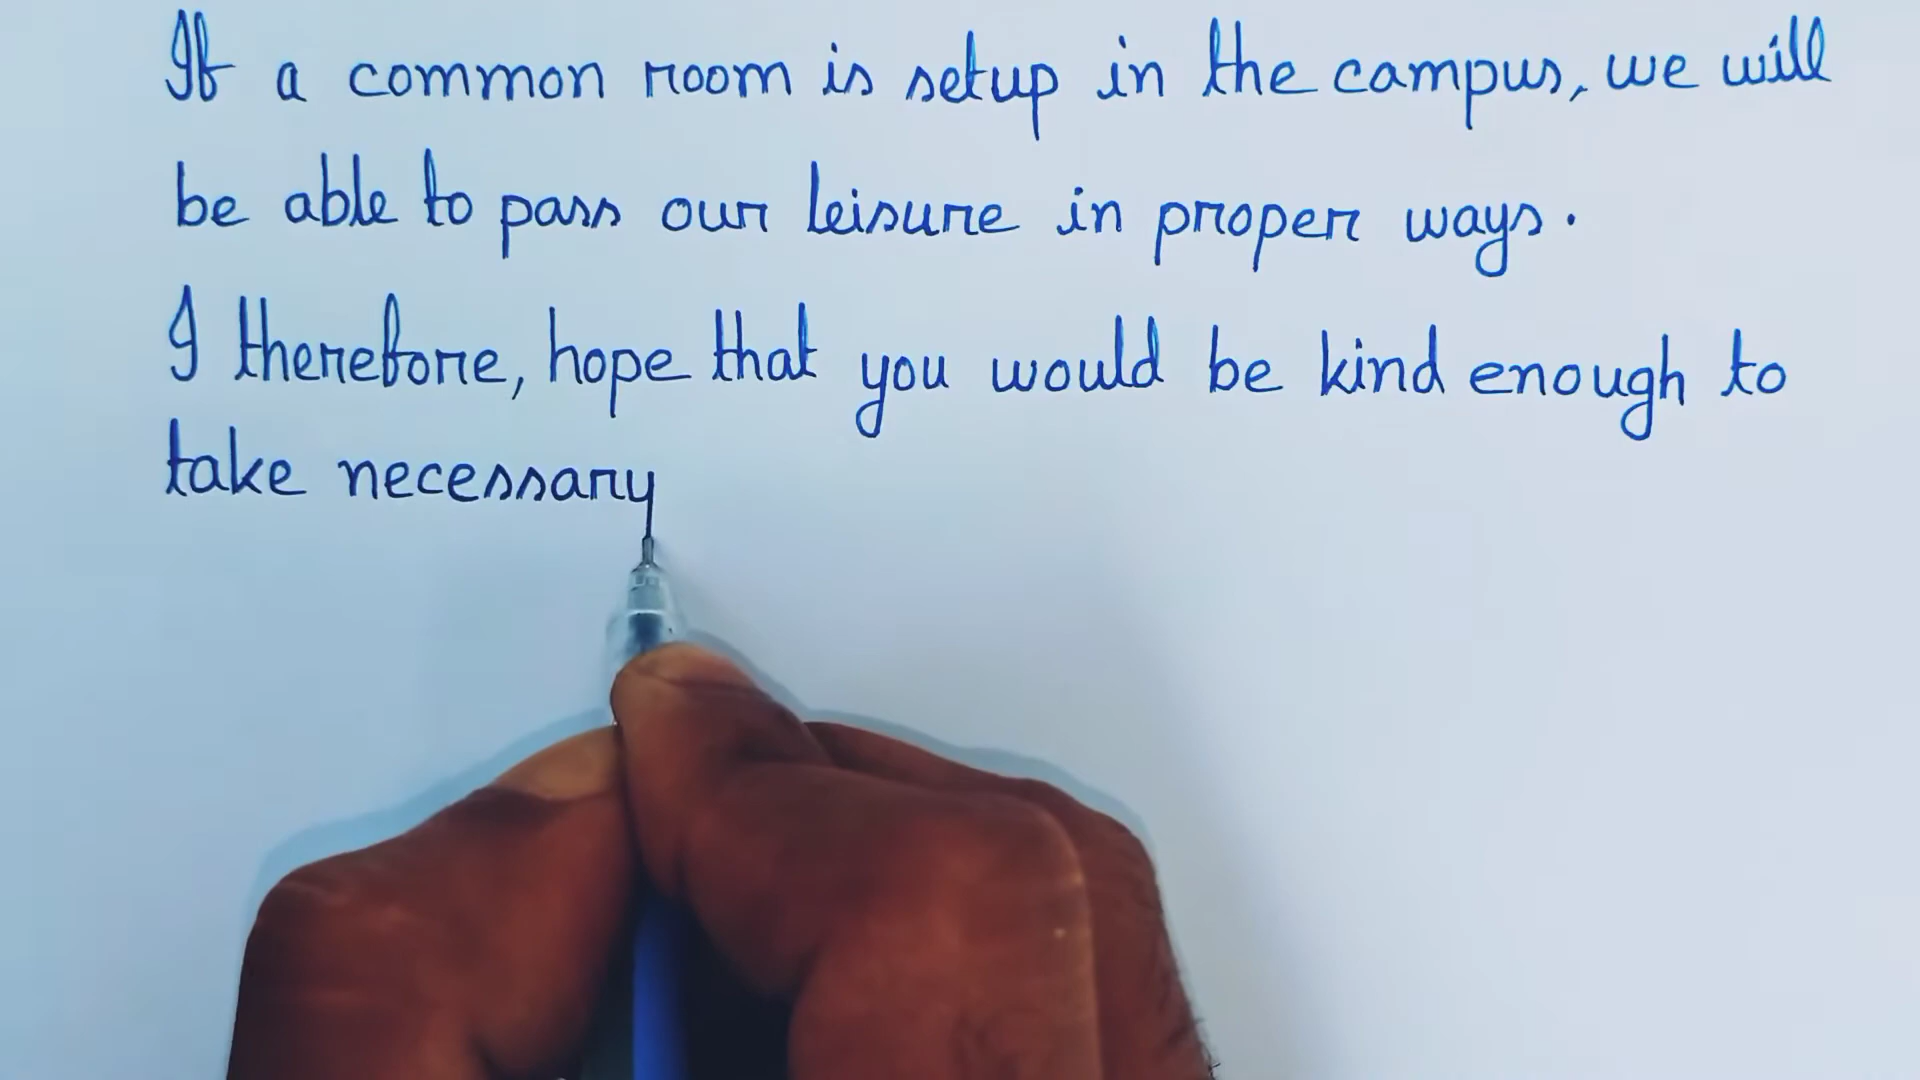 If a common room is setup in the campus, we will
be able to pass our leisure in proper ways.
I therefore, hope that you would be kind enough to
take necessary